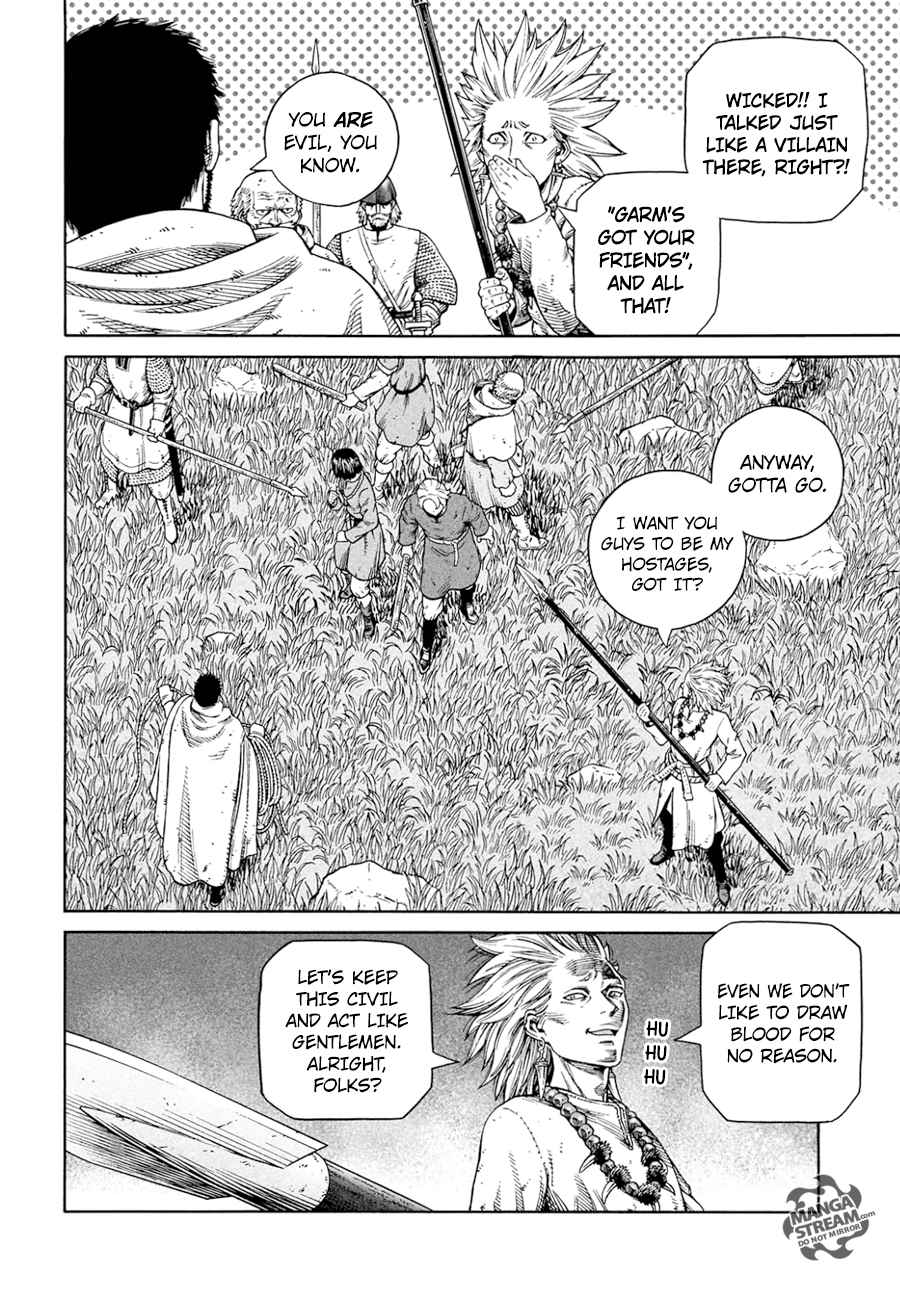 WICKED!! I
TALKED JUST
LIKE A VILLAIN
THERE, RIGHT?!
"GARM'S
GOT YOUR
FRIENDS",
AND ALL
THAT!
YOU ARE
EVIL, YOU
KNOW.
ANYWAY,
GOTTA GO.
I WANT YOU
GUYS TO BE MY
HOSTAGES,
GOT IT?
EVEN WE DON'T
LIKE TO DRAW
BLOOD FOR
NO REASON.
HU
HU
HU
LET'S KEEP
THIS CIVIL
AND ACT LIKE
GENTLEMEN.
ALRIGHT,
FOLKS?
MANGA
STREAM.com
DO NOT MIRROR